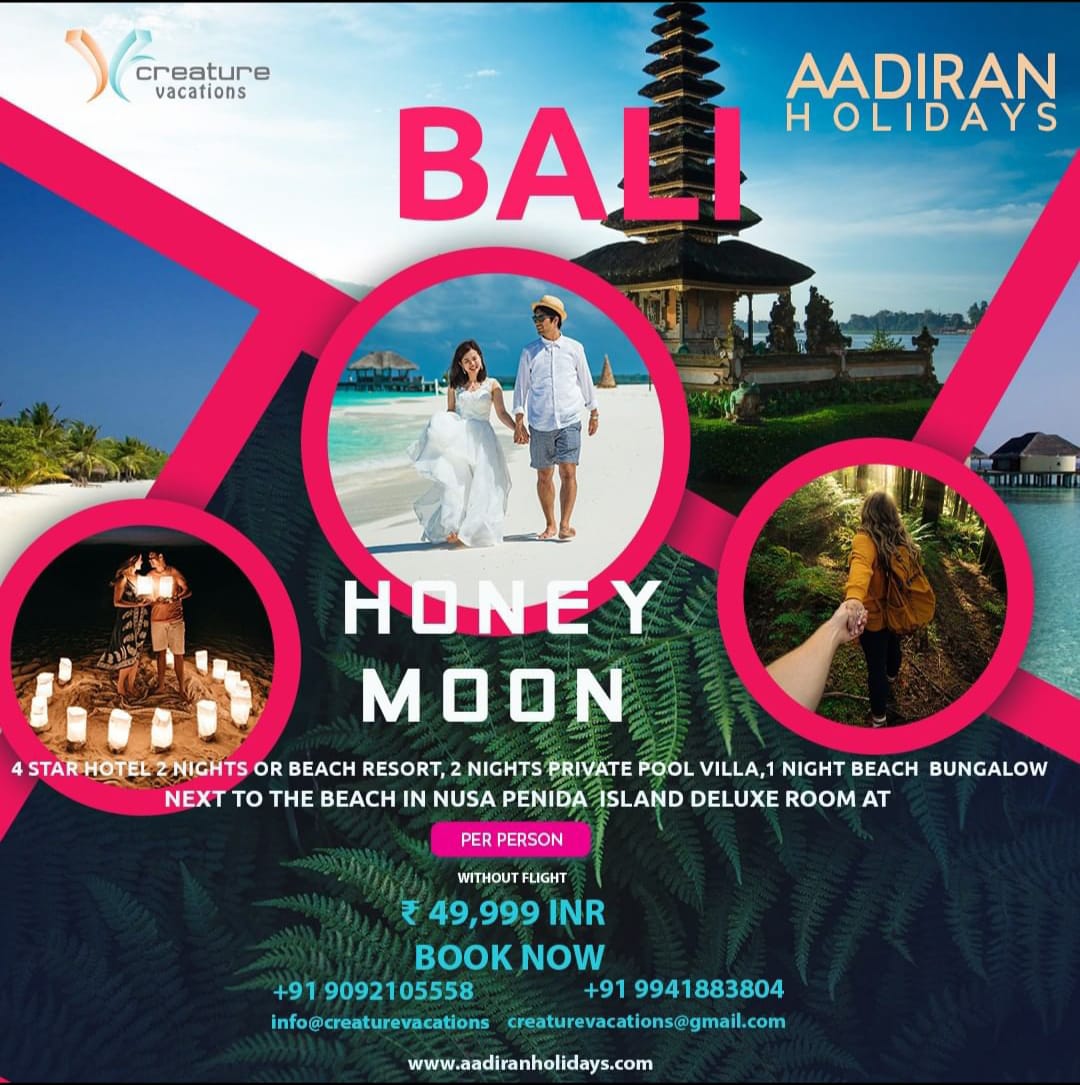 creature
vacations
AADIRAN
HOLIDAYS
BALI
HONEY
MOON
4 STAR HOTEL 2 NIGHTS OR BEACH RESORT, 2 NIGHTS PRIVATE POOL VILLA,1 NIGHT BEACH BUNGALOW
NEXT TO THE BEACH IN NUSA PENIDA ISLAND DELUXE ROOM AT
PER PERSON
WITHOUT FLIGHT
₹ 49,999 INR
BOOK NOW
+91 9092105558 +91 9941883804
info@creaturevacations creaturevacations@gmail.com
www.aadiranholidays.com